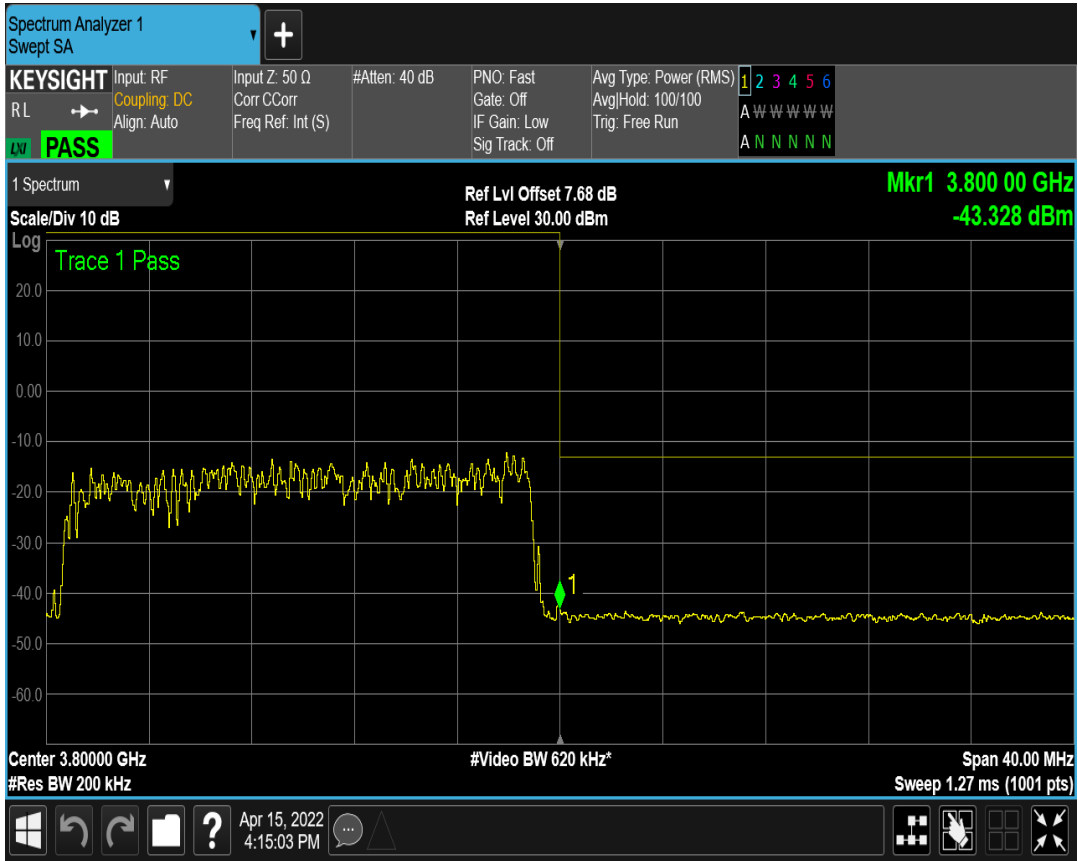 Spectrum Analyzer 1
Swept SA
KEYSIGHT
RL
LXI
PASS
Input: RF
Coupling: DC
Align: Auto
Input Z: 50 Ω
Corr CCorr
Freq Ref: Int (S)
#Atten: 40 dB
PNO: Fast
Gate: Off
IF Gain: Low
Sig Track: Off
Avg Type: Power (RMS)
Avg|Hold: 100/100
Trig: Free Run
1 2 3 4 5 6
A W W W W W
A N N N N N
1 Spectrum
Scale/Div 10 dB
Ref Lvl Offset 7.68 dB
Ref Level 30.00 dBm
Mkr1 3.800 00 GHz
-43.328 dBm
Log
Trace 1 Pass
20.0
10.0
0.00
-10.0
-20.0
-30.0
-40.0
-50.0
-60.0
1
Center 3.80000 GHz
#Res BW 200 kHz
#Video BW 620 kHz*
Span 40.00 MHz
Sweep 1.27 ms (1001 pts)
?
Apr 15, 2022
4:15:03 PM